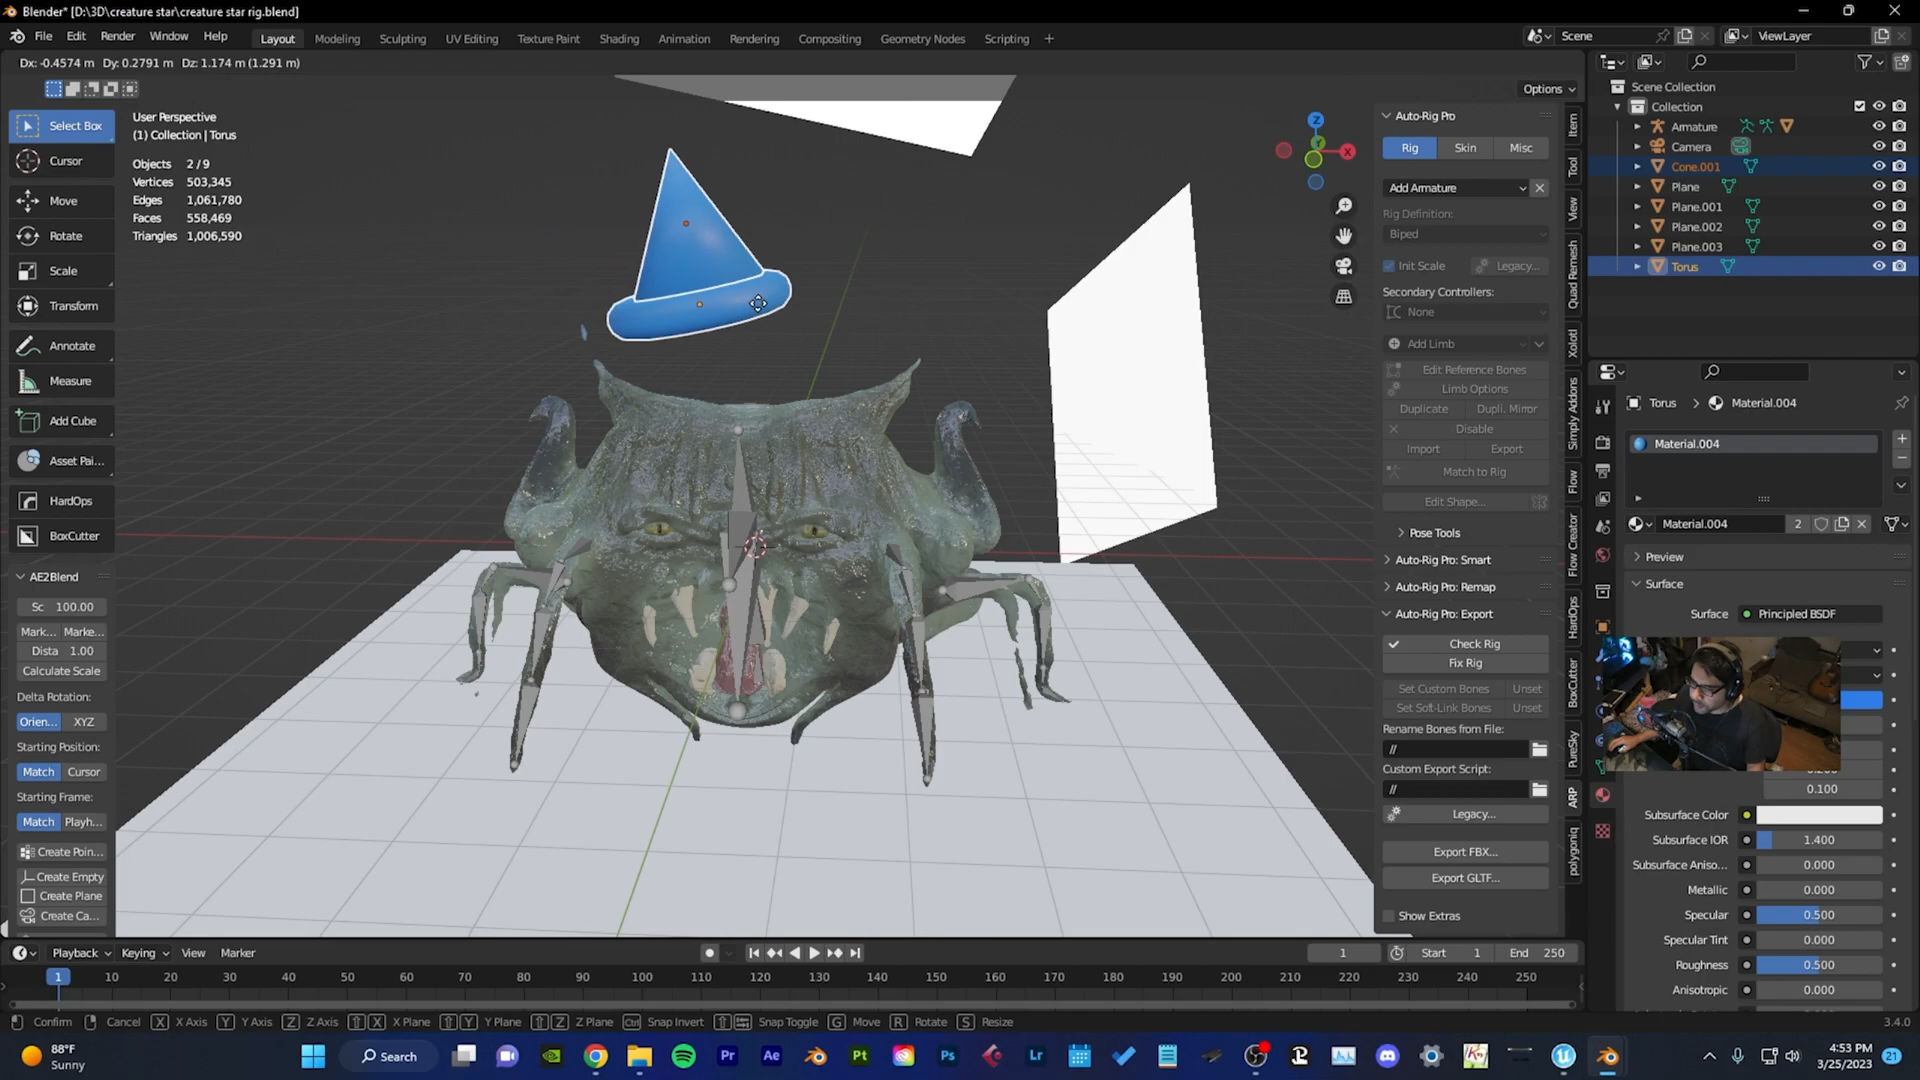 Blender* [D:\3D\creature star\creature star rig.blend]
File Edit Render Window Help Layout Modeling Sculpting UV Editing Texture Paint Shading Animation Rendering Compositing Geometry Nodes Scripting +
Scene ViewLayer
Dx: -0.4574 m Dy: 0.2791 m Dz: 1.174 m (1.291 m)
Options
Select Box
Cursor
Move
Rotate
Scale
Transform
Annotate
Measure
Add Cube
Asset Pai...
HardOps
BoxCutter
AE2Blend
Sc 100.00
Mark... Marke...
Dista 1.00
Calculate Scale
Delta Rotation:
Orien... XYZ
Starting Position:
Match Cursor
Starting Frame:
Match Playh...
Create Poin...
Create Empty
Create Plane
Create Ca...
User Perspective
(1) Collection | Torus
Objects 2 / 9
Vertices 503,345
Edges 1,061,780
Faces 558,469
Triangles 1,006,590
Z
X
Auto-Rig Pro
Rig Skin Misc
Add Armature
Rig Definition:
Biped
Init Scale Legacy...
Secondary Controllers:
None
Add Limb
Edit Reference Bones
Limb Options
Duplicate Dupli. Mirror
Disable
Import Export
Match to Rig
Edit Shape...
Pose Tools
Auto-Rig Pro: Smart
Auto-Rig Pro: Remap
Auto-Rig Pro: Export
Check Rig
Fix Rig
Set Custom Bones Unset
Set Soft-Link Bones Unset
Rename Bones from File:
//
Custom Export Script:
//
Legacy...
Export FBX...
Export GLTF...
Show Extras
Item
Tool
View
Quad Remesh
Xolotl
Simply Addons
Flow
Flow Creator
HardOps
BoxCutter
PureSky
ARP
polygoniq
Scene Collection
Collection
Armature
Camera
Cone.001
Plane
Plane.001
Plane.002
Plane.003
Torus
Torus > Material.004
Material.004
Material.004 2
Preview
Surface
Surface Principled BSDF
0.100
Subsurface Color
Subsurface IOR 1.400
Subsurface Aniso... 0.000
Metallic 0.000
Specular 0.500
Specular Tint 0.000
Roughness 0.500
Anisotropic 0.000
Playback Keying View Marker 1 Start 1 End 250
1 10 20 30 40 50 60 70 80 90 100 110 120 130 140 150 160 170 180 190 200 210 220 230 240 250
Confirm Cancel X X Axis Y Y Axis Z Z Axis X X Plane Y Y Plane Z Z Plane Ctrl Snap Invert Snap Toggle G Move R Rotate S Resize 3.4.0
88°F
Sunny
Search
Pr Ae Pt Ps Lr
4:53 PM
3/25/2023
21